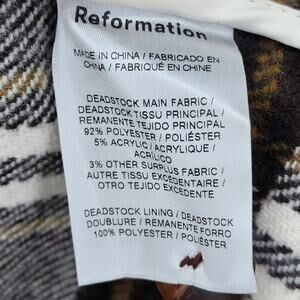 Reformation
MADE IN CHINA / FABRICADO EN
CHINA / FABRIQUÉ EN CHINE
DEADSTOCK MAIN FABRIC /
DEADSTOCK TISSU PRINCIPAL /
REMANENTE TEJIDO PRINCIPAL
92% POLYESTER / POLIÉSTER
5% ACRYLIC / ACRYLIQUE /
ACRÍLICO
3% OTHER SURPLUS FABRIC /
AUTRE TISSU EXCÉDENTAIRE /
OTRO TEJIDO EXCEDENTE
DEADSTOCK LINING / DEADSTOCK
DOUBLURE / REMANENTE FORRO
100% POLYESTER / POLIÉSTER